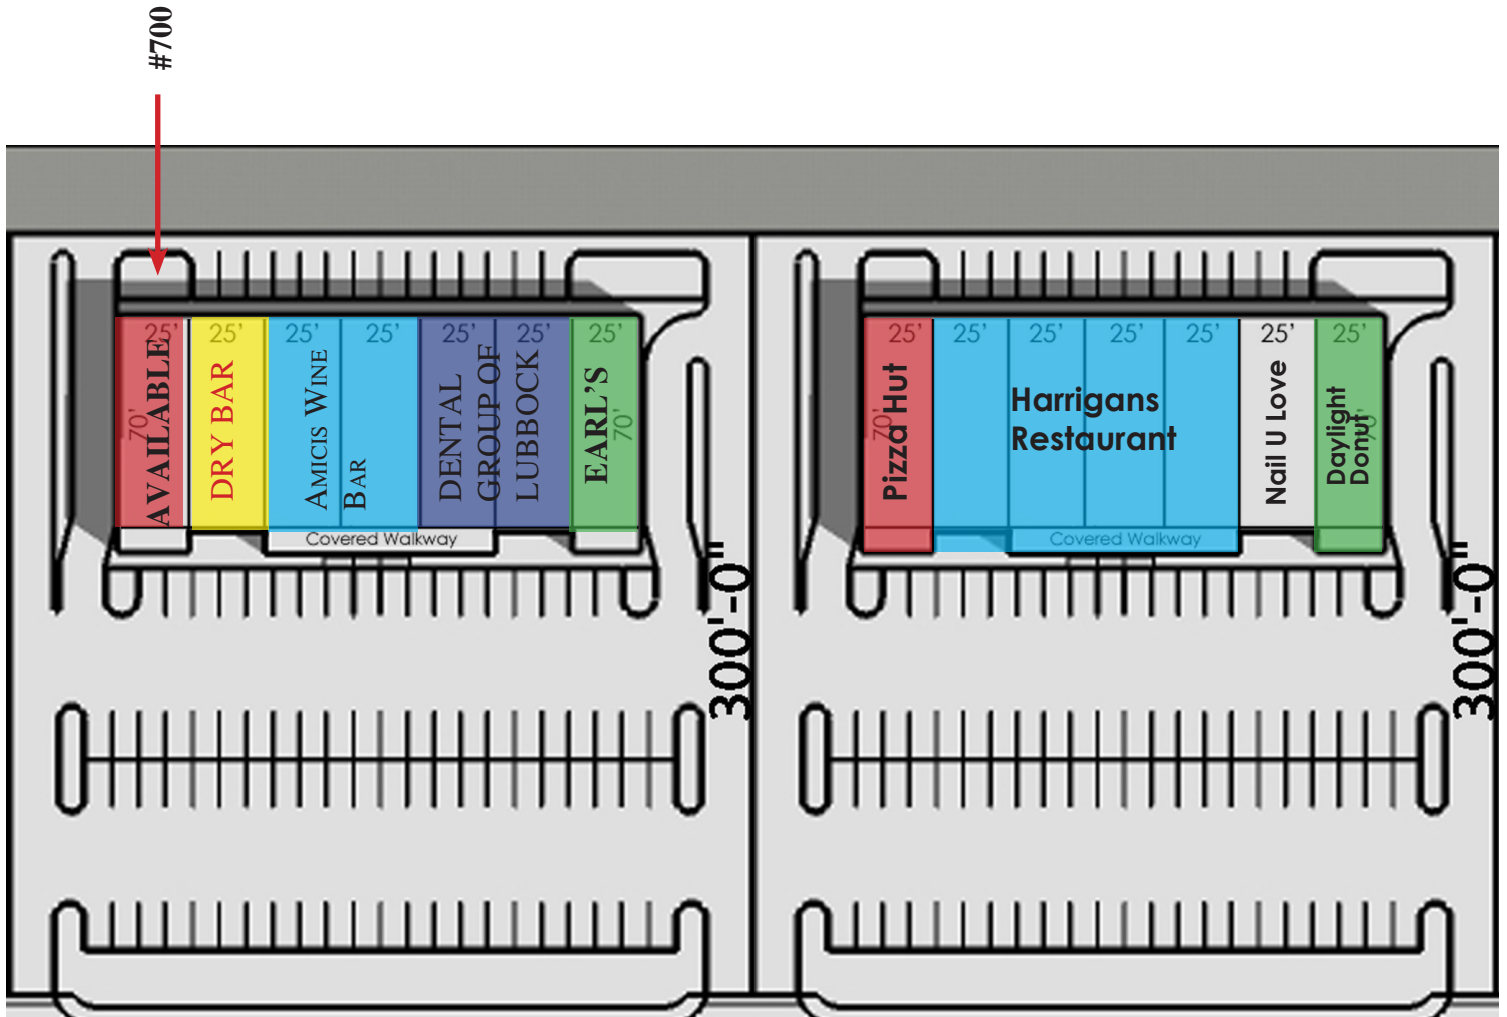 #700
25'
25'
25'
25'
25'
25'
25'
70'
AVAILABLE
DRY BAR
AMICIS WINE
BAR
DENTAL
GROUP OF
LUBBOCK
EARL'S
70'
Covered Walkway
300'-0"
25'
25'
25'
25'
25'
25'
25'
70'
Pizza Hut
Harrigans
Restaurant
Nail U Love
Daylight
Donut
Covered Walkway
300'-0"